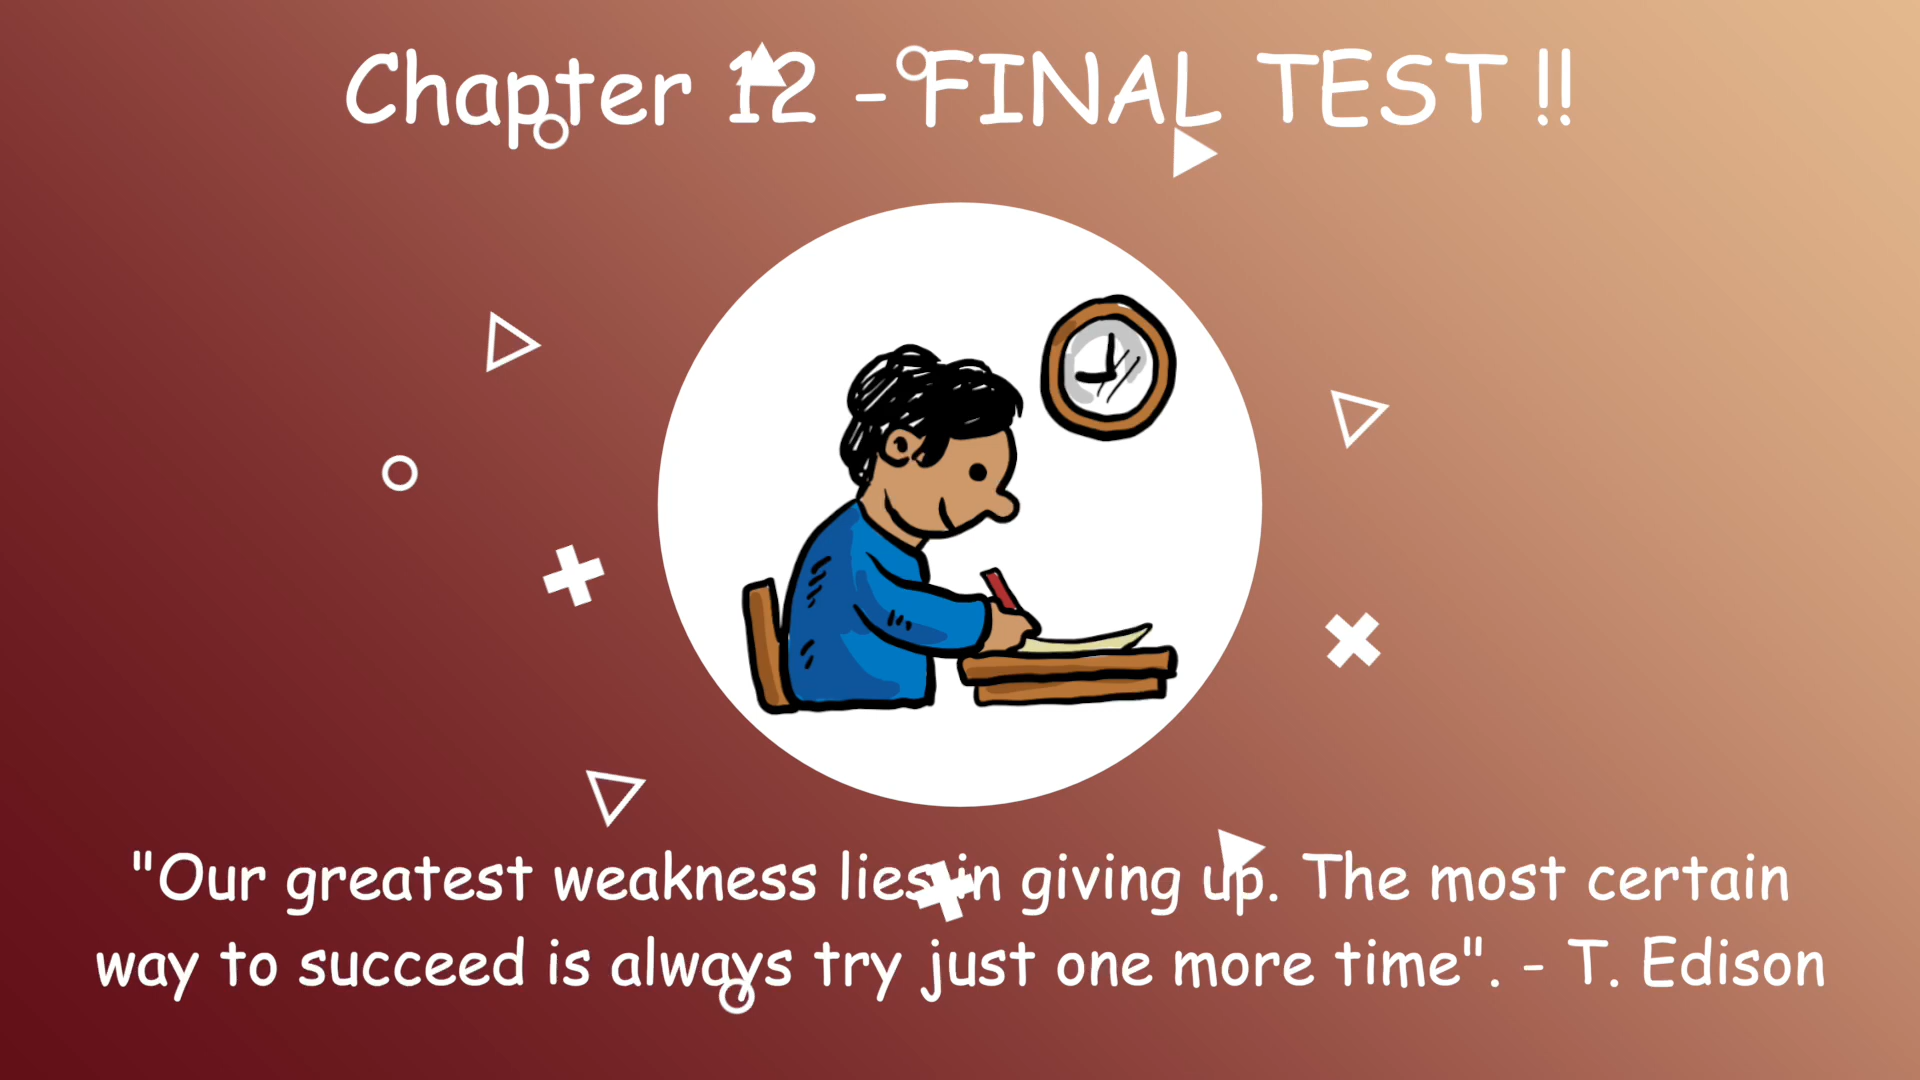 Chapter 12 - FINAL TEST !!
"Our greatest weakness lies in giving up. The most certain
way to succeed is always try just one more time". - T. Edison